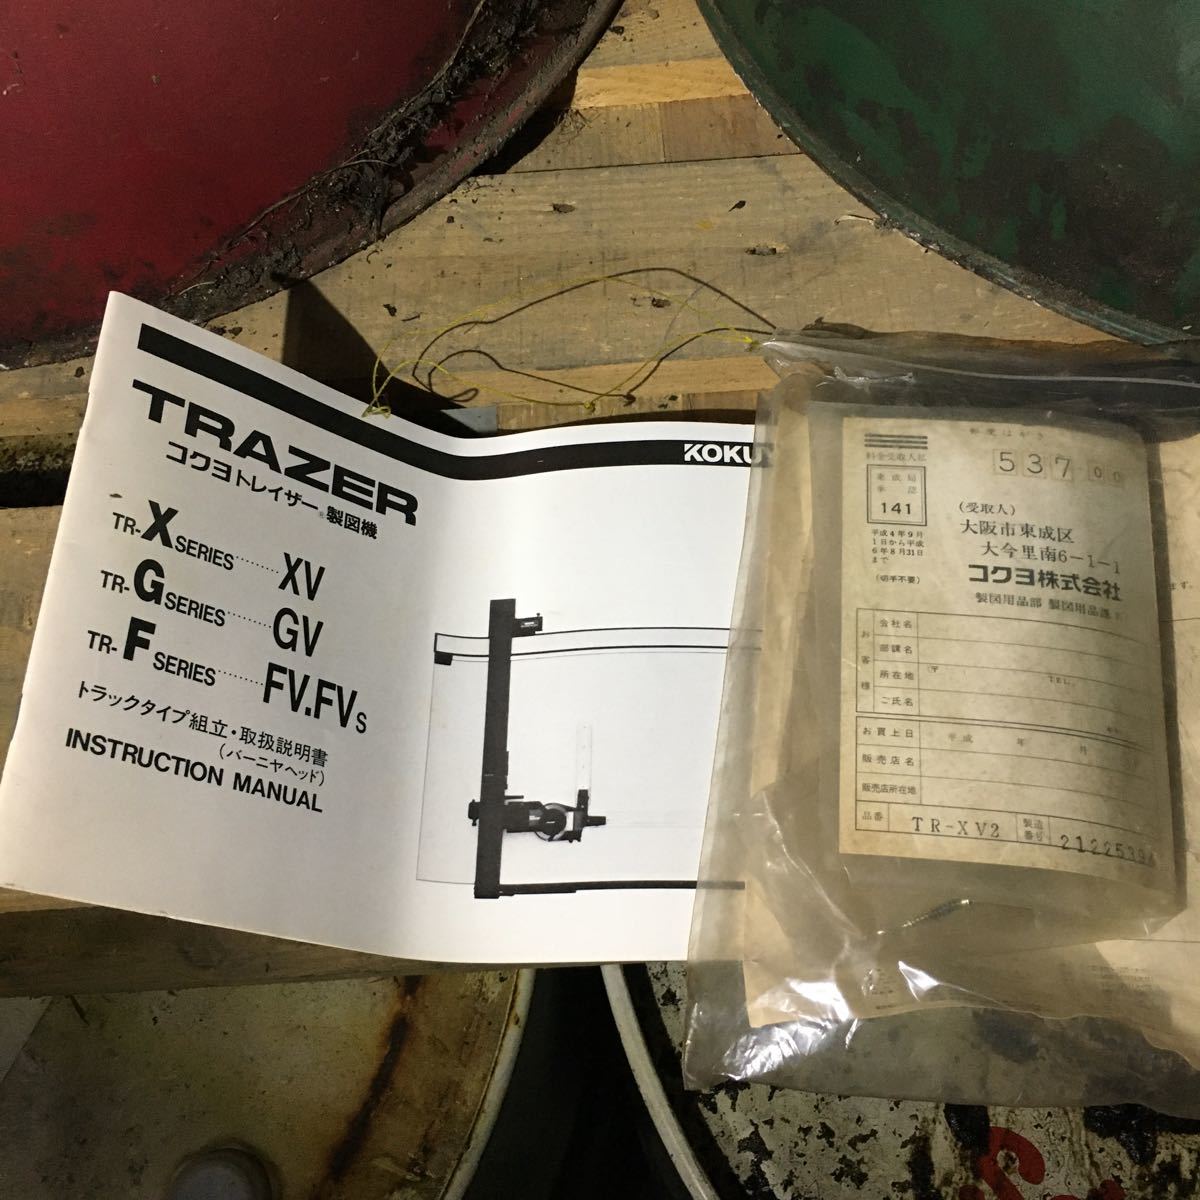 TRAZER
コクヨトレイザー®製図機
KOKU
TR-X SERIES………XV
TR-G SERIES………GV
TR-F SERIES………FV.FVs
トラックタイプ組立・取扱説明書
(バーニヤヘッド)
INSTRUCTION MANUAL
郵便はがき
料金受取人払
537-00
東成局
承認
141
平成4年9月
1日から平成
6年8月31日
まで
(切手不要)
(受取人)
大阪市東成区
大今里南6-1-1
コクヨ株式会社
製図用品部 製図用品課
お客様
会社名
部課名
所在地
(〒
TEL.
ご氏名
お買上日
平成 年 月
販売店名
販売店所在地
品番
TR-XV2
製造番号
ます。